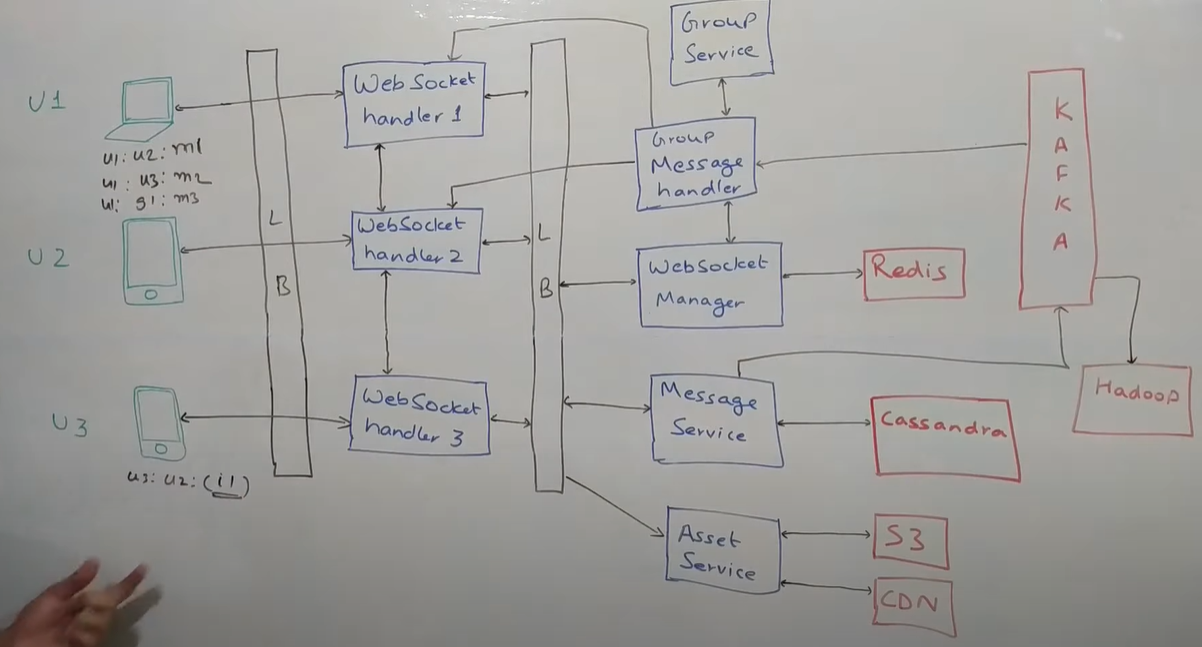 U1
u1: u2: m1
u1: u3: m2
u1: g1: m3
U2
U3
u3: u2: (i1)
L
B
WebSocket
handler 1
WebSocket
handler 2
WebSocket
handler 3
L
B
Group
Service
Group
Message
handler
WebSocket
Manager
Redis
Message
Service
Cassandra
Asset
Service
S3
CDN
K
A
F
K
A
Hadoop